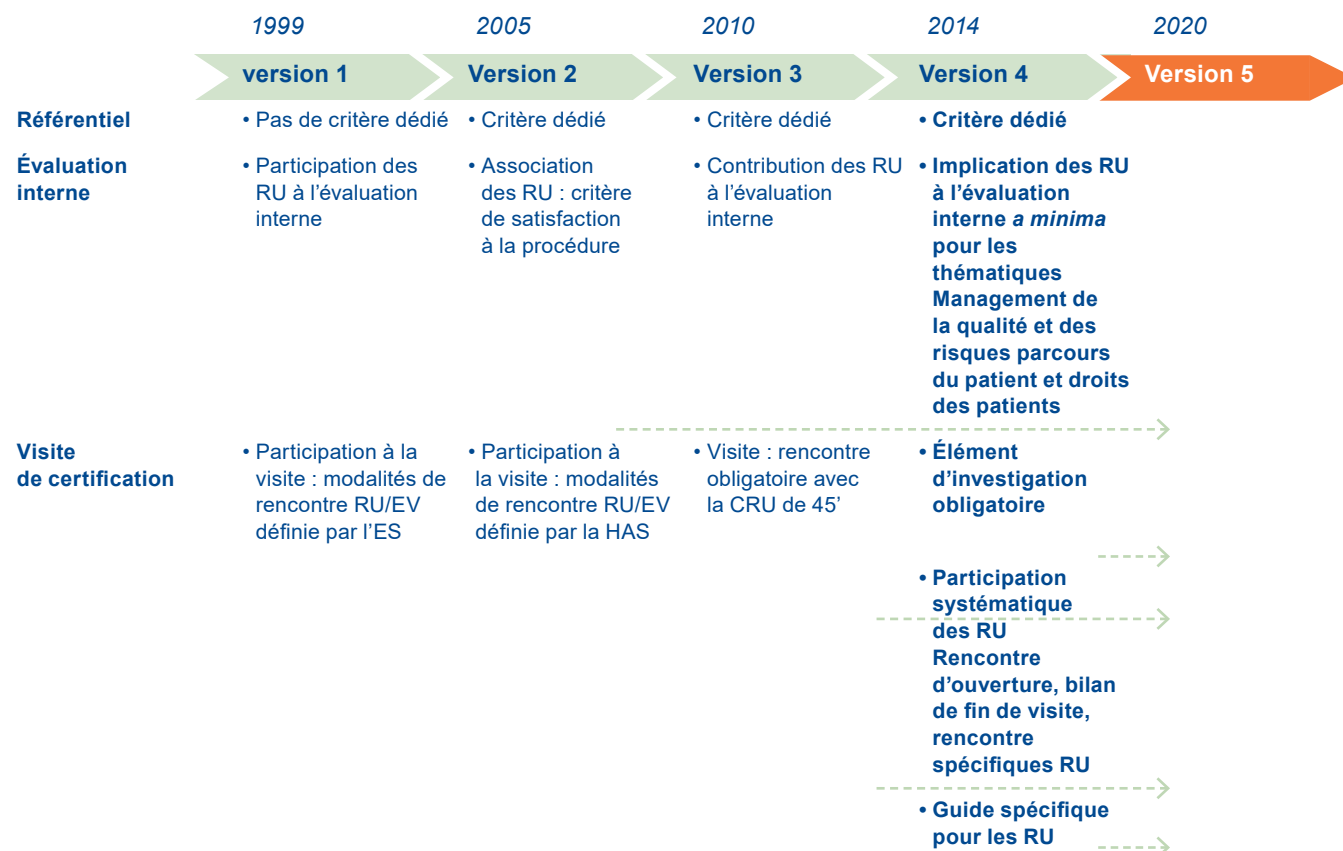 1999
2005
2010
2014
2020
version 1
Version 2
Version 3
Version 4
Version 5
Référentiel
• Pas de critère dédié
• Critère dédié
• Critère dédié
• Critère dédié
Évaluation
interne
• Participation des
RU à l’évaluation
interne
• Association
des RU : critère
de satisfaction
à la procédure
• Contribution des RU
à l’évaluation
interne
• Implication des RU
à l’évaluation
interne a minima
pour les
thématiques
Management de
la qualité et des
risques parcours
du patient et droits
des patients
Visite
de certification
• Participation à la
visite : modalités de
rencontre RU/EV
définie par l’ES
• Participation à
la visite : modalités
de rencontre RU/EV
définie par la HAS
• Visite : rencontre
obligatoire avec
la CRU de 45’
• Élément
d’investigation
obligatoire
• Participation
systématique
des RU
Rencontre
d’ouverture, bilan
de fin de visite,
rencontre
spécifiques RU
• Guide spécifique
pour les RU